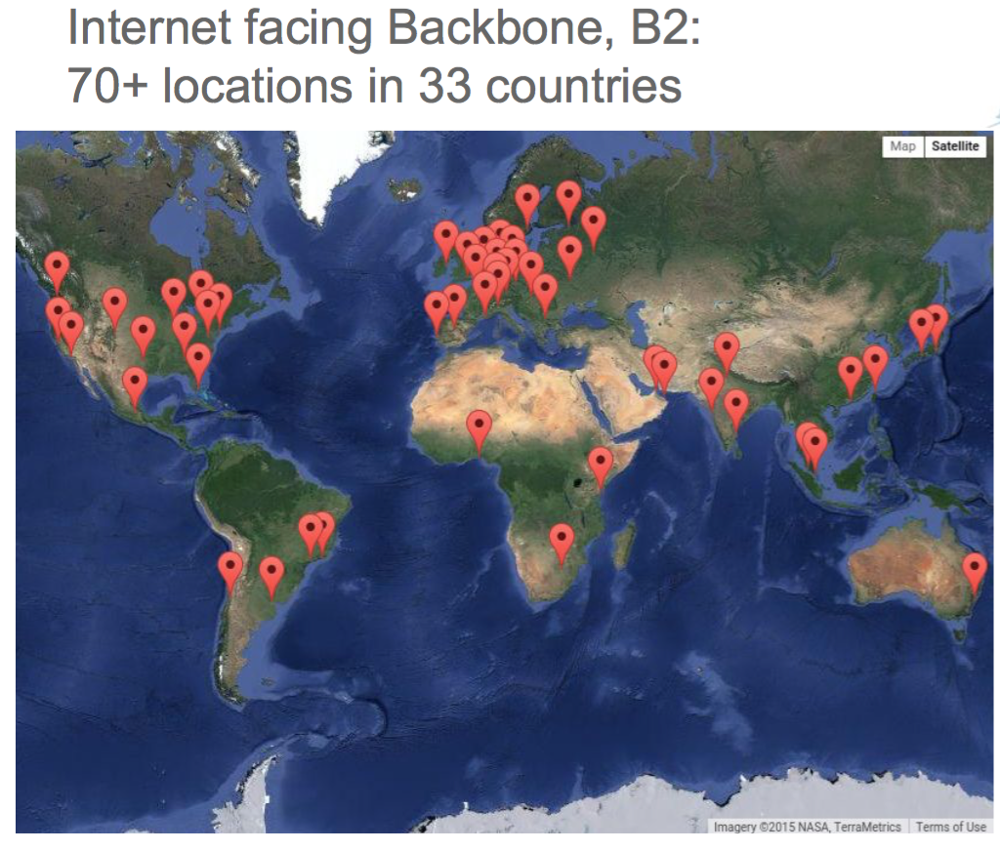 Internet facing Backbone, B2:
70+ locations in 33 countries
Map Satellite
Imagery ©2015 NASA, TerraMetrics Terms of Use